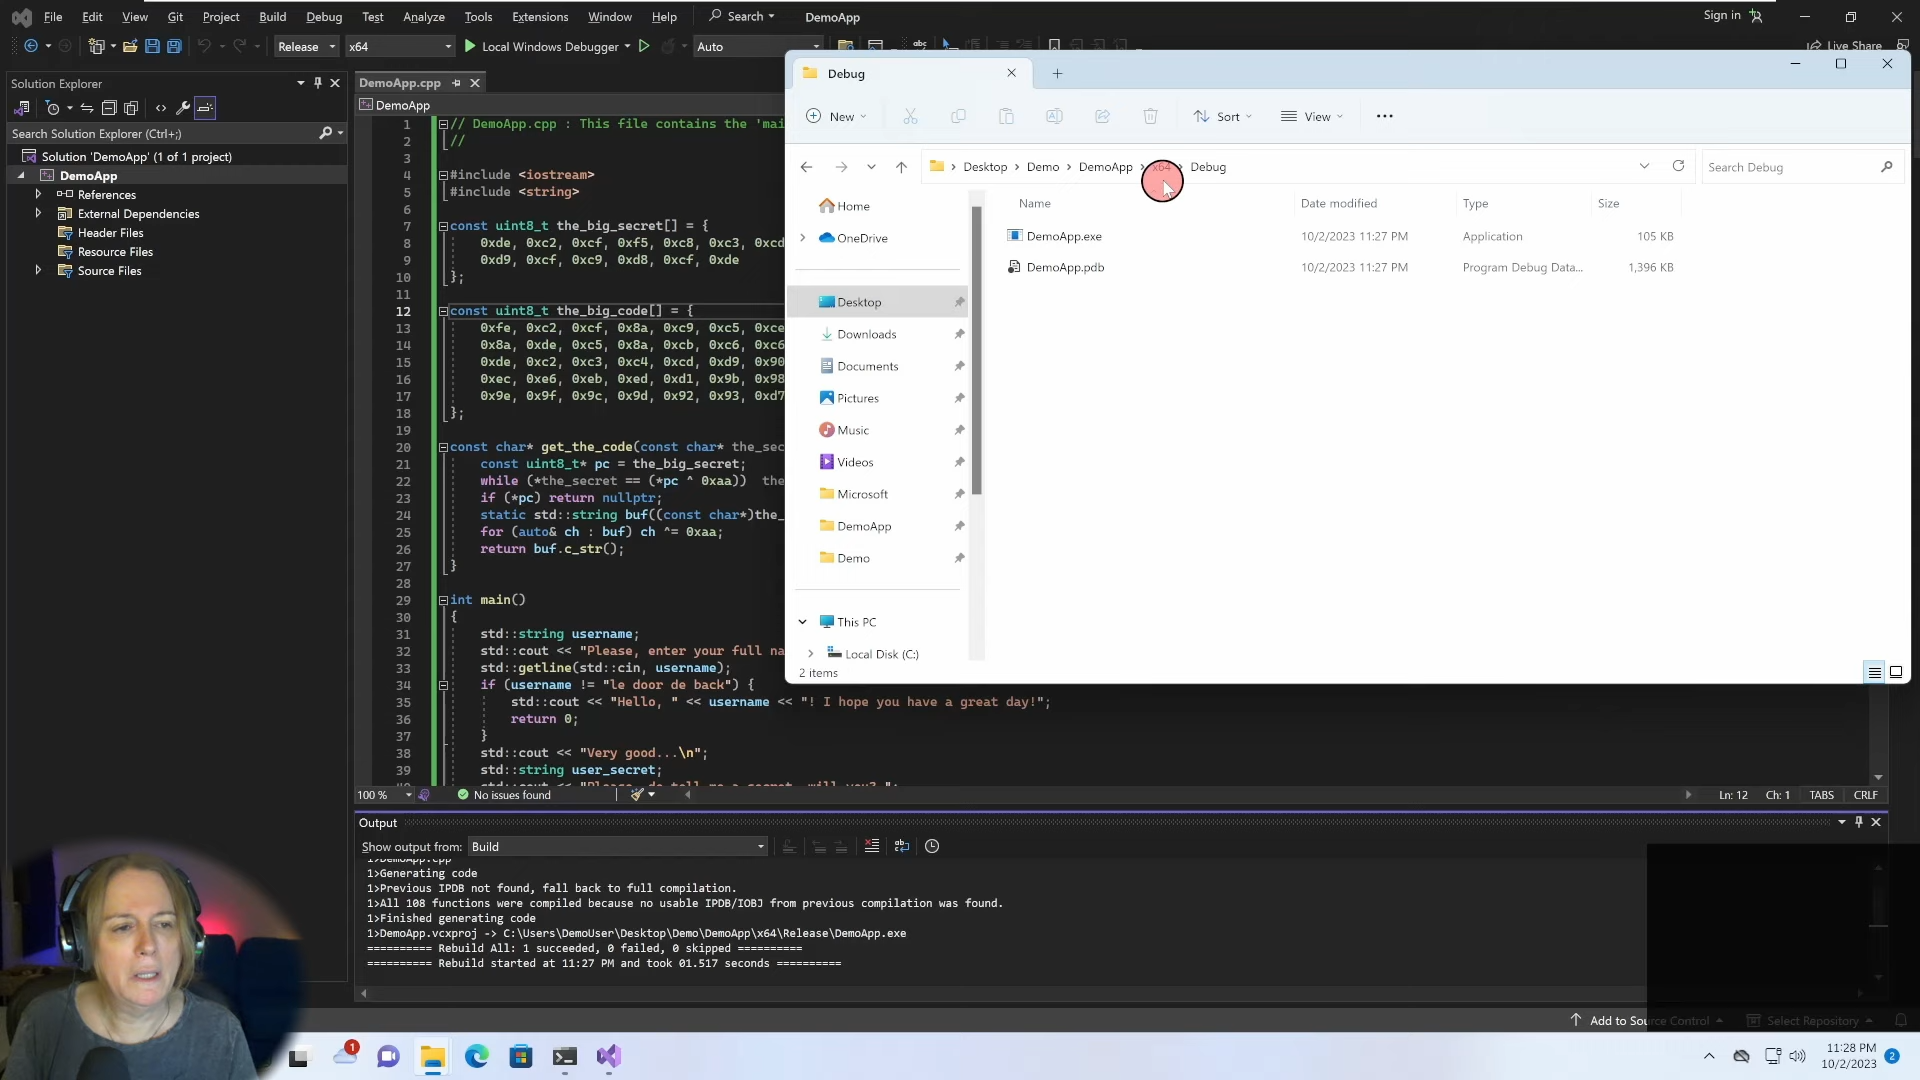 File Edit View Git Project Build Debug Test Analyze Tools Extensions Window Help Search DemoApp Sign in
Release x64 Local Windows Debugger Auto Live Share
Solution Explorer
Search Solution Explorer (Ctrl+;)
Solution 'DemoApp' (1 of 1 project)
DemoApp
References
External Dependencies
Header Files
Resource Files
Source Files
DemoApp.cpp
DemoApp
1 // DemoApp.cpp : This file contains the 'mai
2 //
3
4 #include <iostream>
5 #include <string>
6
7 const uint8_t the_big_secret[] = {
8 0xde, 0xc2, 0xcf, 0xf5, 0xc8, 0xc3, 0xcd
9 0xd9, 0xcf, 0xc9, 0xd8, 0xcf, 0xde
10 };
11
12 const uint8_t the_big_code[] = {
13 0xfe, 0xc2, 0xcf, 0x8a, 0xc9, 0xc5, 0xce
14 0x8a, 0xde, 0xc5, 0x8a, 0xcb, 0xc6, 0xc6
15 0xde, 0xc2, 0xc3, 0xc4, 0xcd, 0xd9, 0x90
16 0xec, 0xe6, 0xeb, 0xed, 0xd1, 0x9b, 0x98
17 0x9e, 0x9f, 0x9c, 0x9d, 0x92, 0x93, 0xd7
18 };
19
20 const char* get_the_code(const char* the_sec
21 const uint8_t* pc = the_big_secret;
22 while (*the_secret == (*pc ^ 0xaa)) the
23 if (*pc) return nullptr;
24 static std::string buf((const char*)the_
25 for (auto& ch : buf) ch ^= 0xaa;
26 return buf.c_str();
27 }
28
29 int main()
30 {
31 std::string username;
32 std::cout << "Please, enter your full na
33 std::getline(std::cin, username);
34 if (username != "le door de back") {
35 std::cout << "Hello, " << username << "! I hope you have a great day!";
36 return 0;
37 }
38 std::cout << "Very good...\n";
39 std::string user_secret;
100 % No issues found Ln: 12 Ch: 1 TABS CRLF
Debug
New Sort View
Desktop Demo DemoApp x64 Debug
Search Debug
Name Date modified Type Size
DemoApp.exe 10/2/2023 11:27 PM Application 105 KB
DemoApp.pdb 10/2/2023 11:27 PM Program Debug Data... 1,396 KB
Home
OneDrive
Desktop
Downloads
Documents
Pictures
Music
Videos
Microsoft
DemoApp
Demo
This PC
Local Disk (C:)
2 items
Output
Show output from: Build
1>DemoApp.cpp
1>Generating code
1>Previous IPDB not found, fall back to full compilation.
1>All 108 functions were compiled because no usable IPDB/IOBJ from previous compilation was found.
1>Finished generating code
1>DemoApp.vcxproj -> C:\Users\DemoUser\Desktop\Demo\DemoApp\x64\Release\DemoApp.exe
========== Rebuild All: 1 succeeded, 0 failed, 0 skipped ==========
========== Rebuild started at 11:27 PM and took 01.517 seconds ==========
Add to Source Control Select Repository
1
11:28 PM
10/2/2023
2